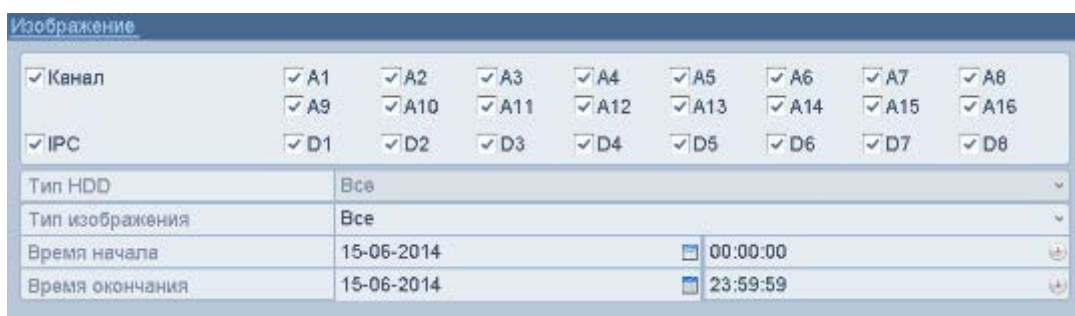 Изображение
Канал A1 A2 A3 A4 A5 A6 A7 A8
A9 A10 A11 A12 A13 A14 A15 A16
IPC D1 D2 D3 D4 D5 D6 D7 D8
Тип HDD Все
Тип изображения Все
Время начала 15-06-2014 00:00:00
Время окончания 15-06-2014 23:59:59